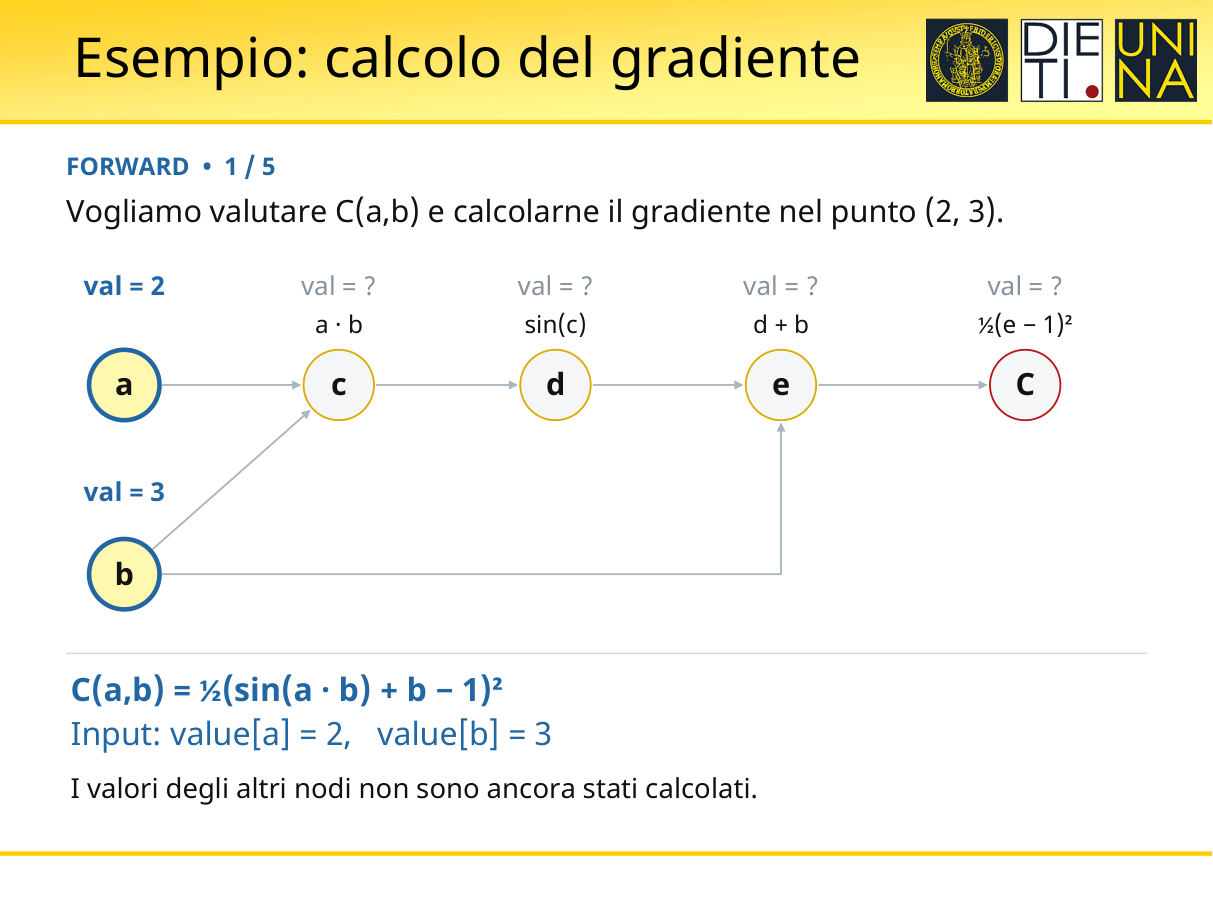 Esempio: calcolo del gradiente
DIE
TI.
UNI
NA
FORWARD • 1 / 5
Vogliamo valutare C(a,b) e calcolarne il gradiente nel punto (2, 3).
val = 2 val = ? val = ? val = ? val = ?
a · b sin(c) d + b ½(e − 1)²
a c d e C
val = 3
b
C(a,b) = ½(sin(a · b) + b − 1)²
Input: value[a] = 2, value[b] = 3
I valori degli altri nodi non sono ancora stati calcolati.